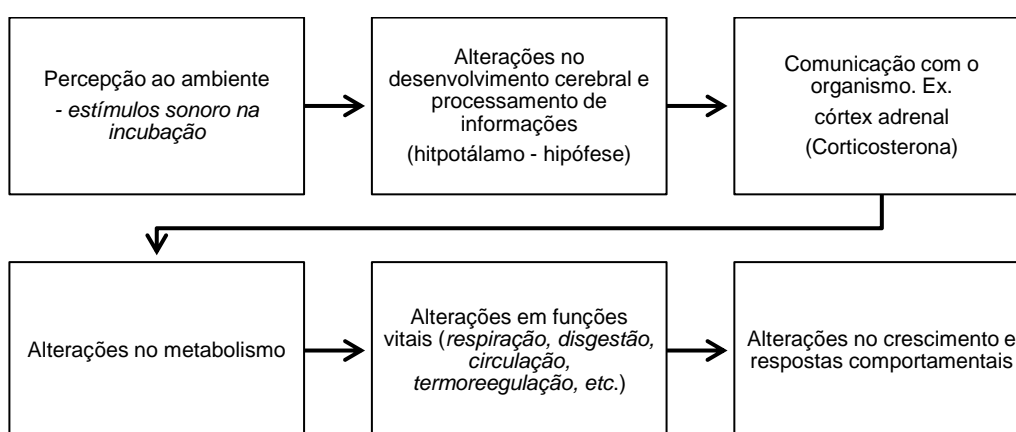 Percepção ao ambiente
- estímulos sonoro na
incubação
Alterações no
desenvolvimento cerebral e
processamento de
informações
(hitpotálamo - hipófese)
Comunicação com o
organismo. Ex.
córtex adrenal
(Corticosterona)
Alterações no metabolismo
Alterações em funções
vitais (respiração, disgestão,
circulação,
termoreegulação, etc.)
Alterações no crescimento e
respostas comportamentais